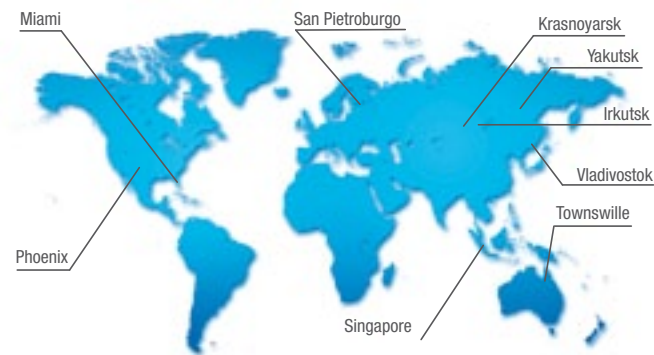 Miami
San Pietroburgo
Krasnoyarsk
Yakutsk
Irkutsk
Vladivostok
Townswille
Phoenix
Singapore